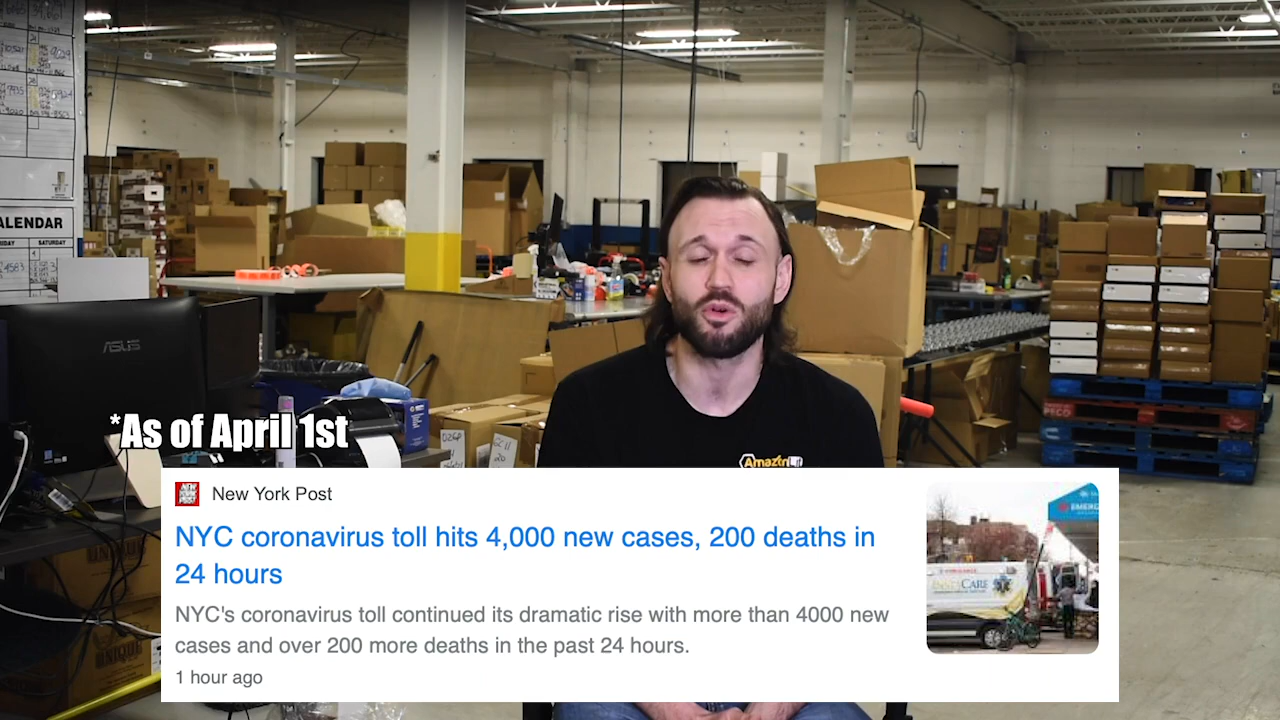 ALENDAR
SATURDAY
ASUS
*As of April 1st
New York Post
NYC coronavirus toll hits 4,000 new cases, 200 deaths in
24 hours
NYC's coronavirus toll continued its dramatic rise with more than 4000 new
cases and over 200 more deaths in the past 24 hours.
1 hour ago